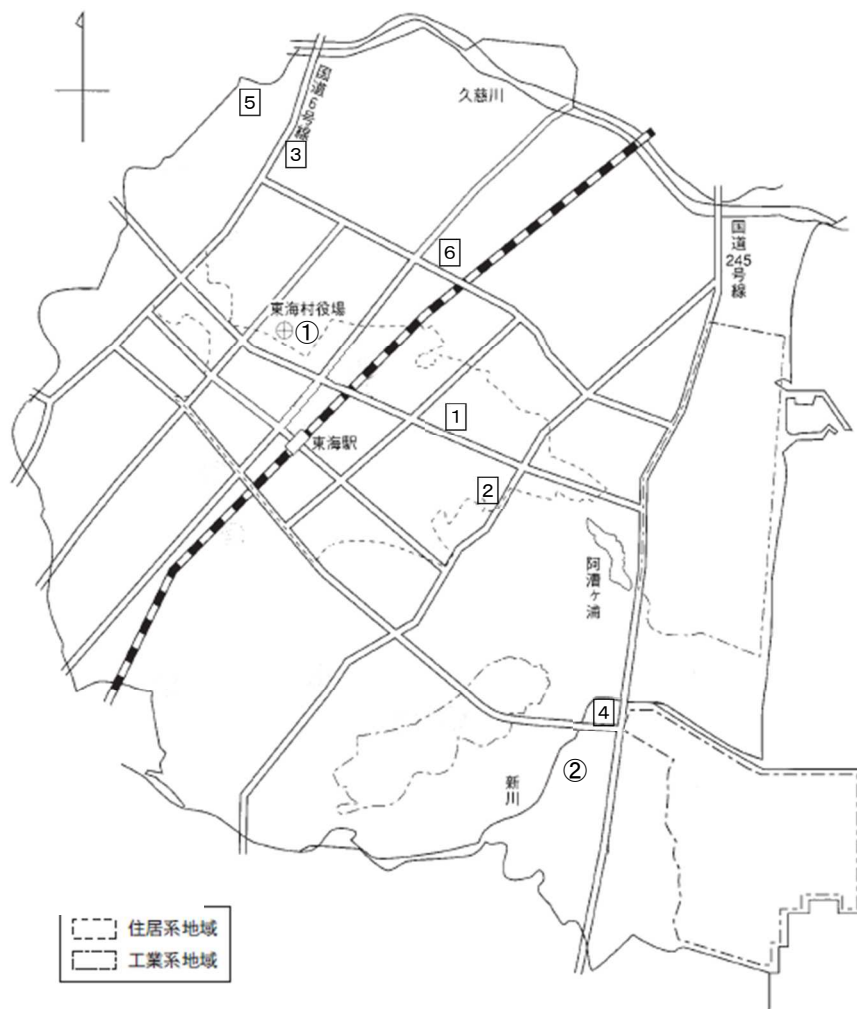 5
国道6号線
久慈川
3
国道245号線
6
東海村役場
①
1
東海駅
2
阿漕ヶ浦
4
②
新川
住居系地域
工業系地域